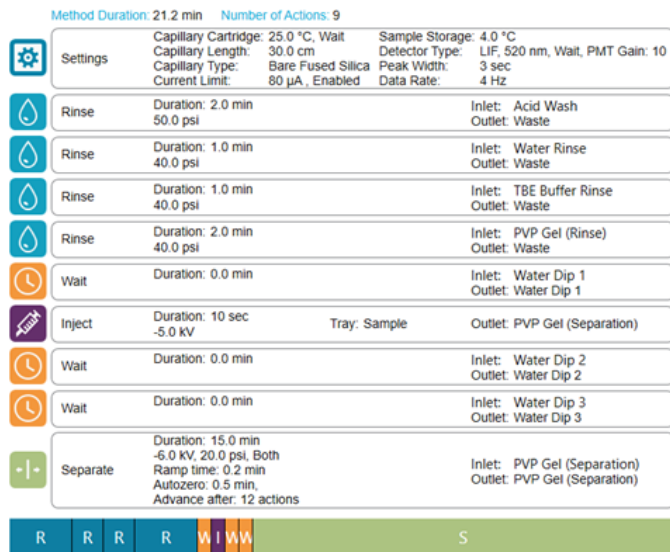 Method Duration: 21.2 min Number of Actions: 9
Settings
Capillary Cartridge: 25.0 °C, Wait Sample Storage: 4.0 °C
Capillary Length: 30.0 cm Detector Type: LIF, 520 nm, Wait, PMT Gain: 10
Capillary Type: Bare Fused Silica Peak Width: 3 sec
Current Limit: 80 µA , Enabled Data Rate: 4 Hz
Rinse
Duration: 2.0 min Inlet: Acid Wash
50.0 psi Outlet: Waste
Rinse
Duration: 1.0 min Inlet: Water Rinse
40.0 psi Outlet: Waste
Rinse
Duration: 1.0 min Inlet: TBE Buffer Rinse
40.0 psi Outlet: Waste
Rinse
Duration: 2.0 min Inlet: PVP Gel (Rinse)
40.0 psi Outlet: Waste
Wait
Duration: 0.0 min Inlet: Water Dip 1
Outlet: Water Dip 1
Inject
Duration: 10 sec Tray: Sample Outlet: PVP Gel (Separation)
-5.0 kV
Wait
Duration: 0.0 min Inlet: Water Dip 2
Outlet: Water Dip 2
Wait
Duration: 0.0 min Inlet: Water Dip 3
Outlet: Water Dip 3
Separate
Duration: 15.0 min
-6.0 kV, 20.0 psi, Both
Ramp time: 0.2 min Inlet: PVP Gel (Separation)
Autozero: 0.5 min, Outlet: PVP Gel (Separation)
Advance after: 12 actions
R R R R W I W W S